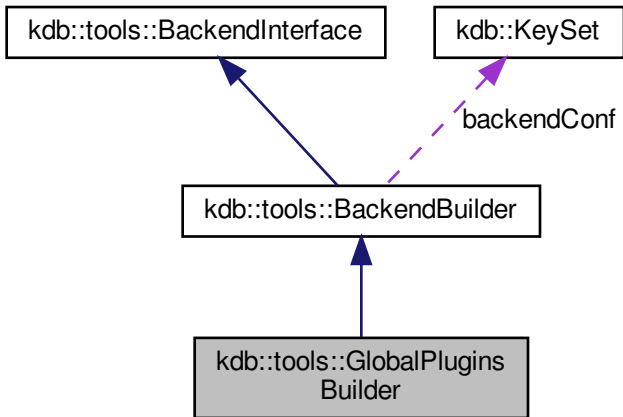 kdb::tools::BackendInterface
kdb::KeySet
backendConf
kdb::tools::BackendBuilder
kdb::tools::GlobalPlugins
Builder